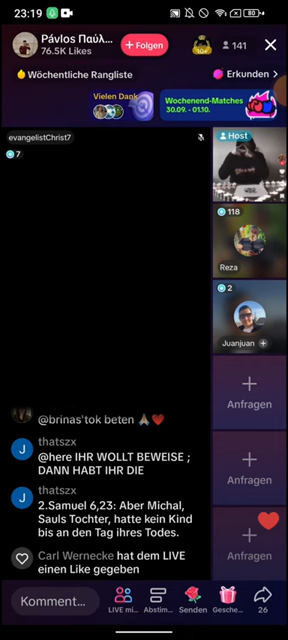 23:19
80
Pávlos Παύλ...
76.5K Likes
+ Folgen
141
Wöchentliche Rangliste
Erkunden >
Vielen Dank
Wochenend-Matches
30.09. - 01.10.
evangelistChrist7
7
Host
118
Reza
2
Juanjuan
Anfragen
Anfragen
Anfragen
@brinas'tok beten 🙏🏼❤️
thatszx
@here IHR WOLLT BEWEISE ;
DANN HABT IHR DIE
thatszx
2.Samuel 6,23: Aber Michal,
Sauls Tochter, hatte kein Kind
bis an den Tag ihres Todes.
Carl Wernecke hat dem LIVE
einen Like gegeben
Komment...
LIVE mi...
Abstim...
Senden
Gesche...
26